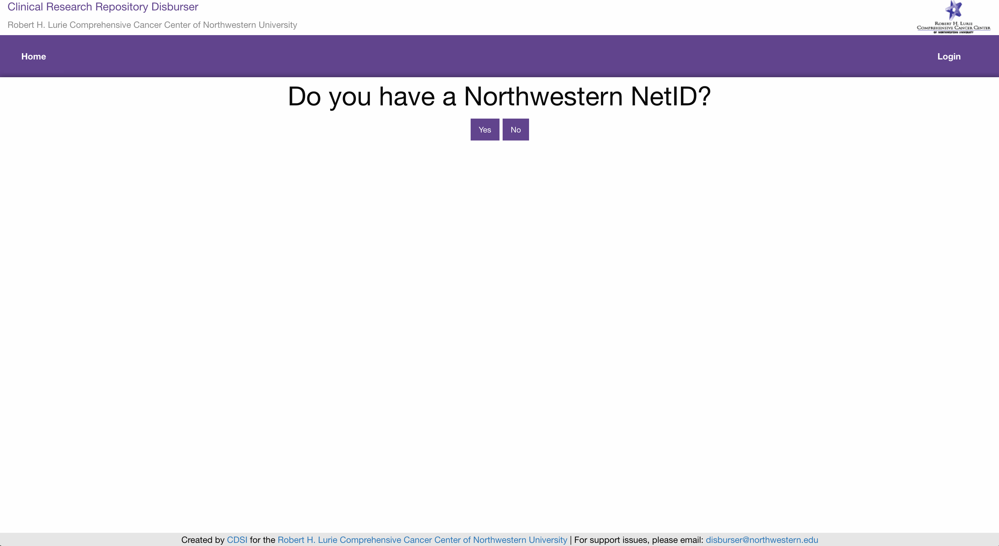 Clinical Research Repository Disburser
Robert H. Lurie Comprehensive Cancer Center of Northwestern University
Robert H. Lurie
Comprehensive Cancer Center
of Northwestern University
Home
Login
Do you have a Northwestern NetID?
Yes
No
Created by CDSI for the Robert H. Lurie Comprehensive Cancer Center of Northwestern University | For support issues, please email: disburser@northwestern.edu